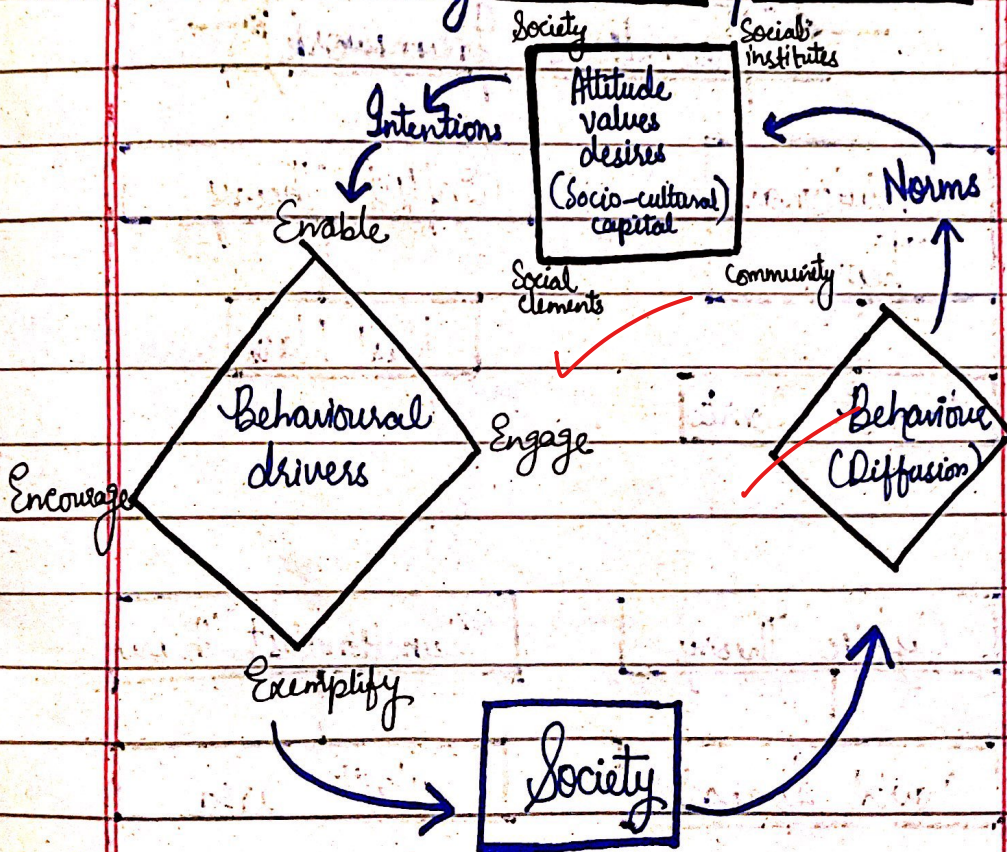 Society
Social
institutes
Attitude
values
desires
(Socio-cultural)
capital
Intentions
Norms
Enable
Social
elements
Community
Behavioural
drivers
Engage
Encourage
Behaviour
(Diffusion)
Exemplify
Society